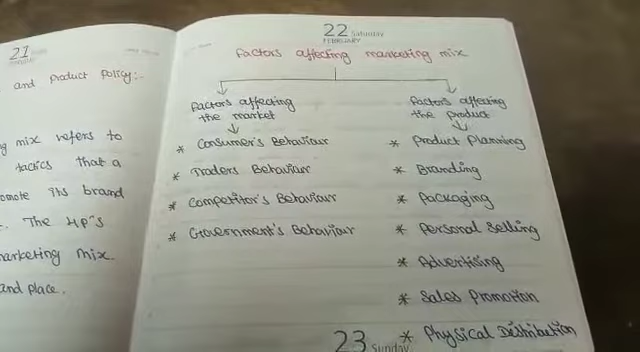 21
and Product Policy:-
mix refers to
tactics that a
its brand
The 4P's
marketing mix.
and place.
22 Saturday
FEBRUARY
Factors affecting marketing mix
Factors affecting
the market
* Consumer's Behaviour
* Traders Behaviour
* Competitor's Behaviour
* Government's Behaviour
Factors affecting
the product
* Product Planning
* Branding
* Packaging
* Personal Selling
* Advertising
* Sales Promotion
* Physical Distribution
23 Sunday